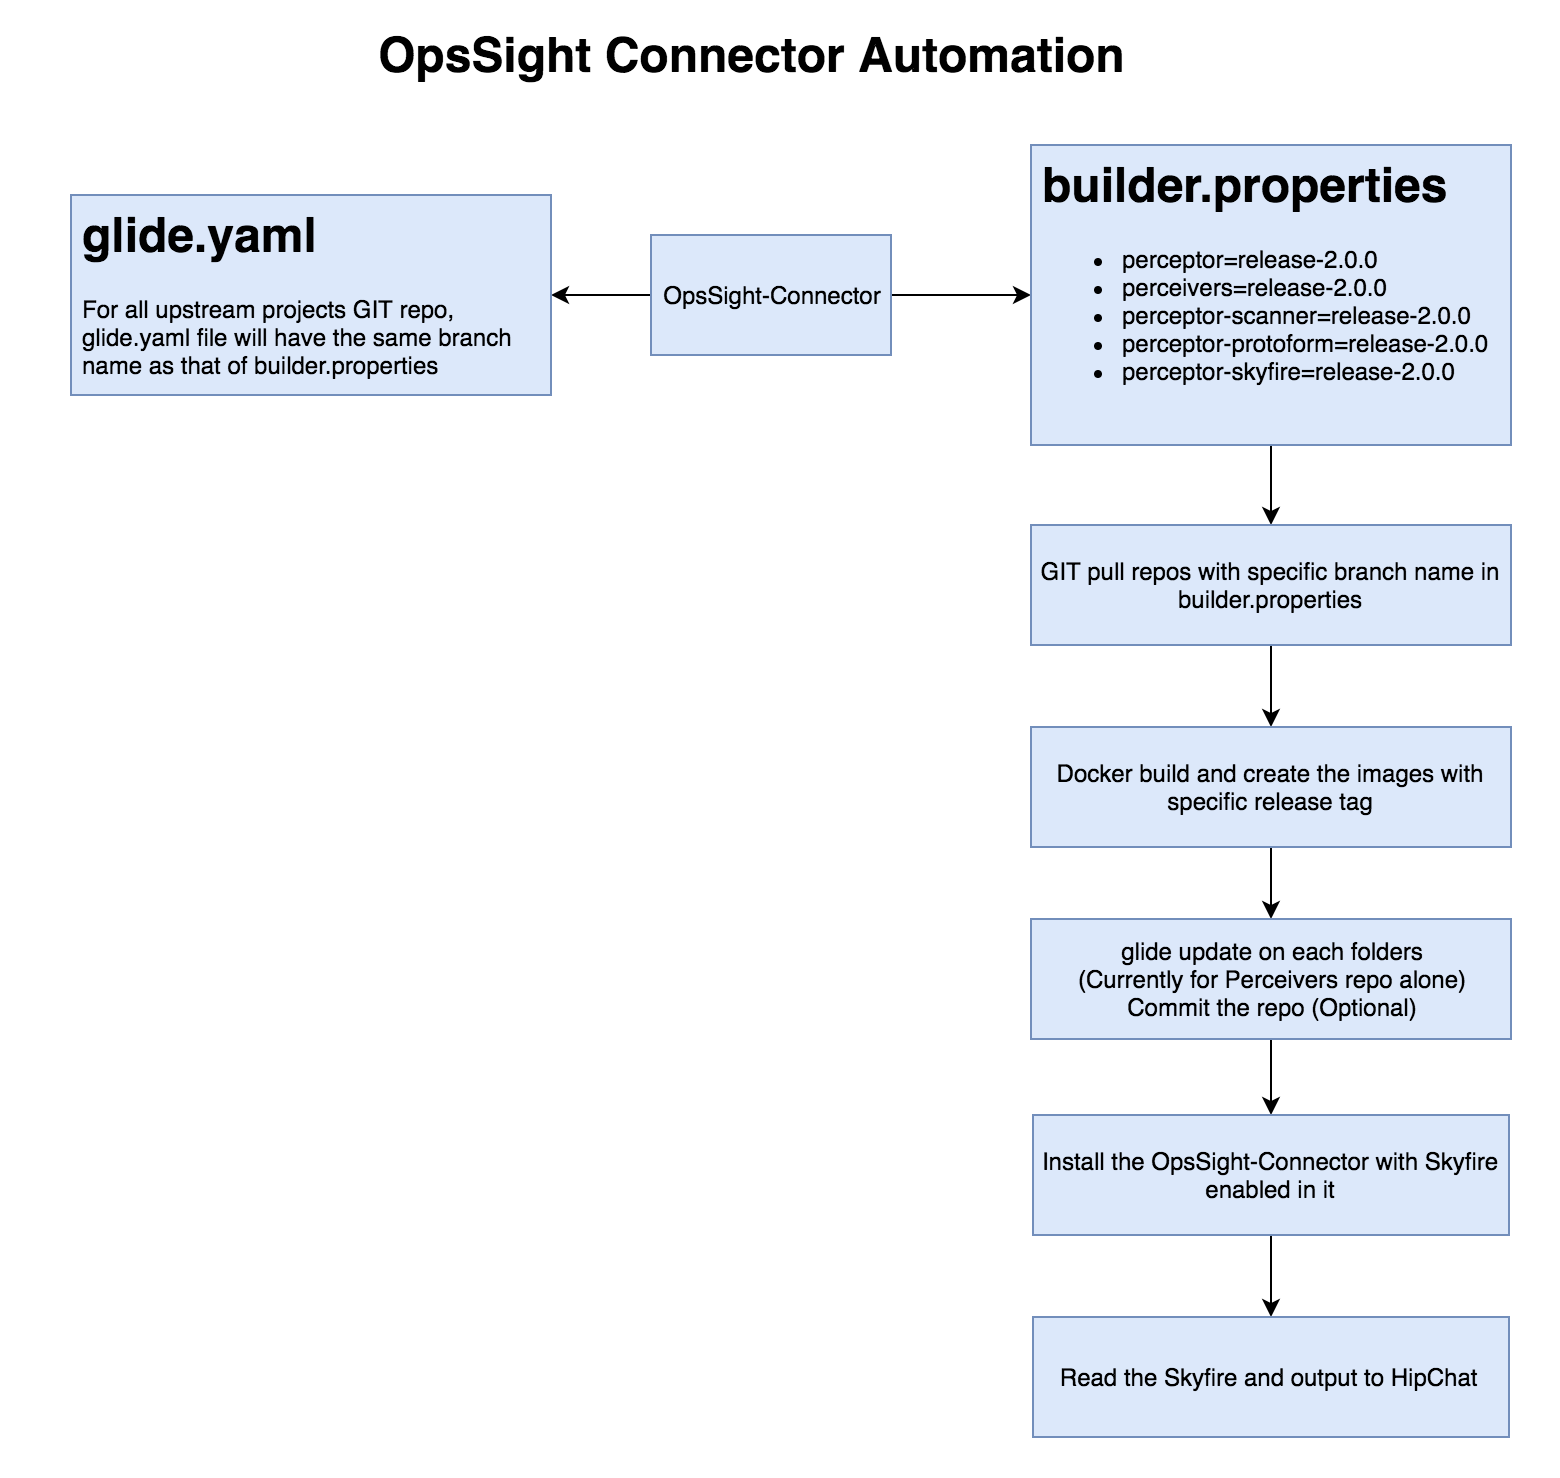 OpsSight Connector Automation
glide.yaml
For all upstream projects GIT repo,
glide.yaml file will have the same branch
name as that of builder.properties
OpsSight-Connector
builder.properties
• perceptor=release-2.0.0
• perceivers=release-2.0.0
• perceptor-scanner=release-2.0.0
• perceptor-protoform=release-2.0.0
• perceptor-skyfire=release-2.0.0
GIT pull repos with specific branch name in
builder.properties
Docker build and create the images with
specific release tag
glide update on each folders
(Currently for Perceivers repo alone)
Commit the repo (Optional)
Install the OpsSight-Connector with Skyfire
enabled in it
Read the Skyfire and output to HipChat